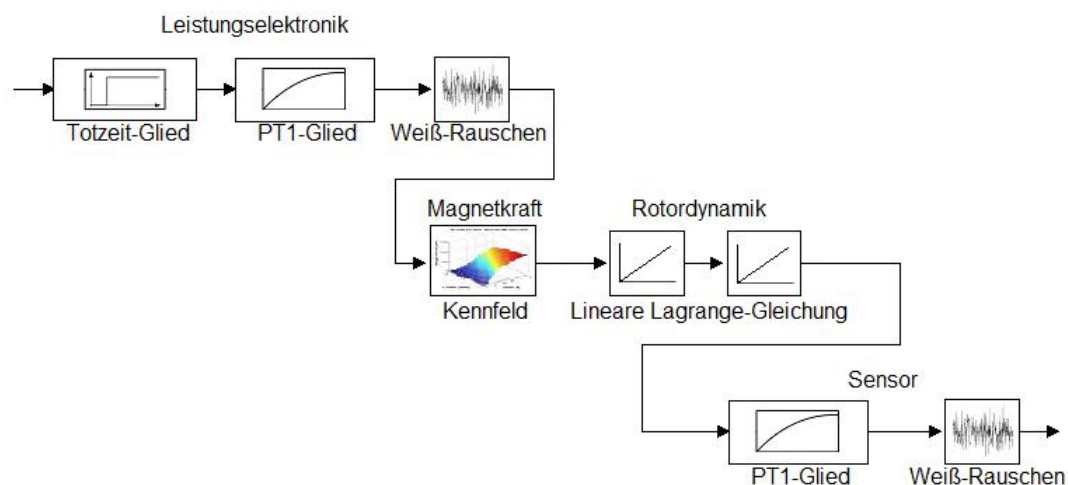 Leistungselektronik
Totzeit-Glied
PT1-Glied
Weiß-Rauschen
Magnetkraft
Rotordynamik
Kennfeld
Lineare Lagrange-Gleichung
Sensor
PT1-Glied
Weiß-Rauschen